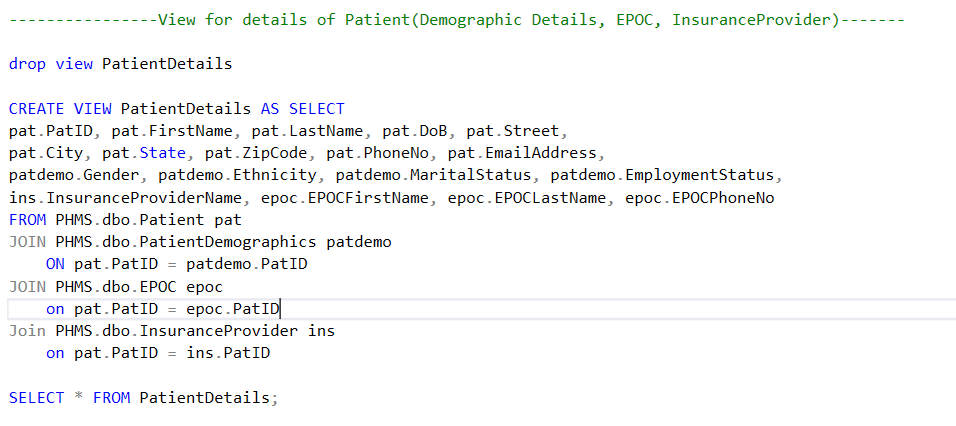 ----------------View for details of Patient(Demographic Details, EPOC, InsuranceProvider)-------
drop view PatientDetails
CREATE VIEW PatientDetails AS SELECT
pat.PatID, pat.FirstName, pat.LastName, pat.DoB, pat.Street,
pat.City, pat.State, pat.ZipCode, pat.PhoneNo, pat.EmailAddress,
patdemo.Gender, patdemo.Ethnicity, patdemo.MaritalStatus, patdemo.EmploymentStatus,
ins.InsuranceProviderName, epoc.EPOCFirstName, epoc.EPOCLastName, epoc.EPOCPhoneNo
FROM PHMS.dbo.Patient pat
JOIN PHMS.dbo.PatientDemographics patdemo
    ON pat.PatID = patdemo.PatID
JOIN PHMS.dbo.EPOC epoc
    on pat.PatID = epoc.PatID
Join PHMS.dbo.InsuranceProvider ins
    on pat.PatID = ins.PatID
SELECT * FROM PatientDetails;